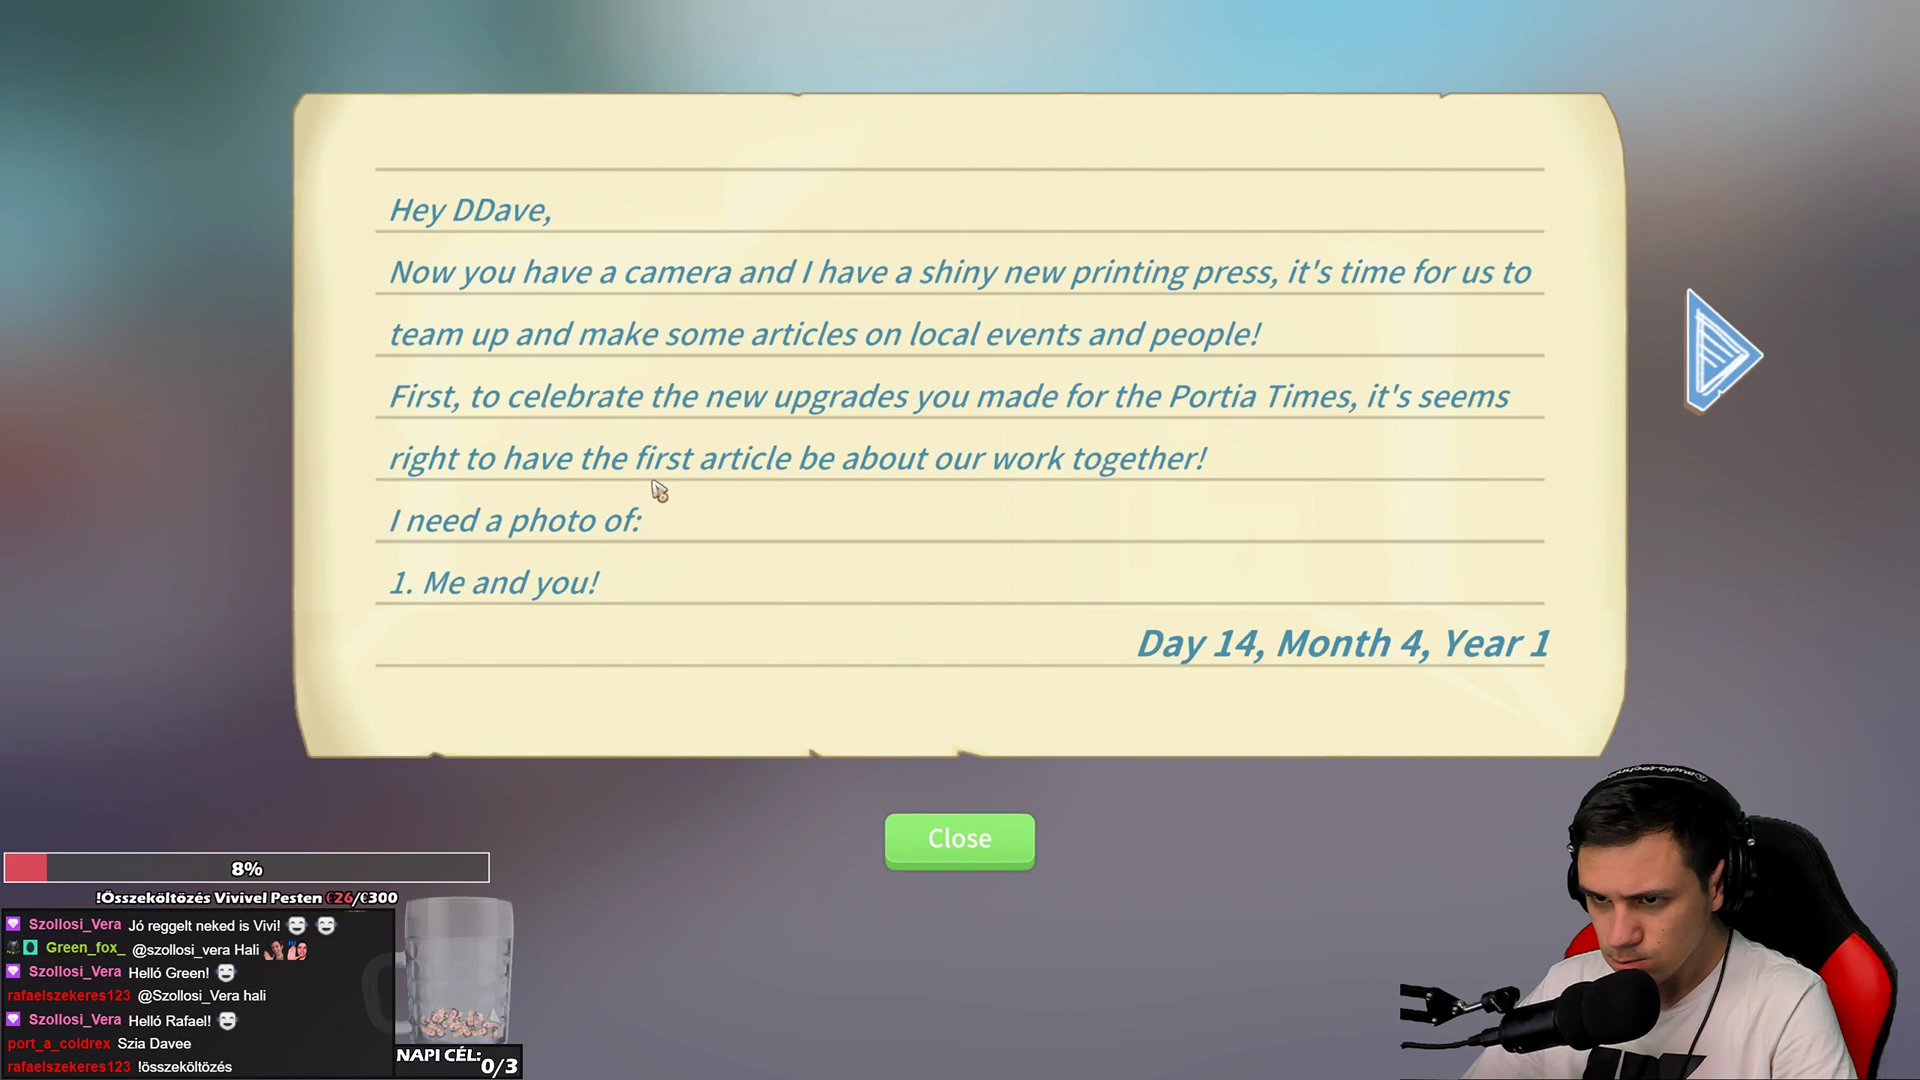 Hey DDave,
Now you have a camera and I have a shiny new printing press, it's time for us to
team up and make some articles on local events and people!
First, to celebrate the new upgrades you made for the Portia Times, it's seems
right to have the first article be about our work together!
I need a photo of:
1. Me and you!
Day 14, Month 4, Year 1
Close
8%
!Összeköltözés Vivivel Pesten €26/€300
Szollosi_Vera Jó reggelt neked is Vivi!
Green_fox_ @szollosi_vera Hali
Szollosi_Vera Helló Green!
rafaelszekeres123 @Szollosi_Vera hali
Szollosi_Vera Helló Rafael!
port_a_coldrex Szia Davee
rafaelszekeres123 !összeköltözés
NAPI CÉL: 0/3
audio-technica